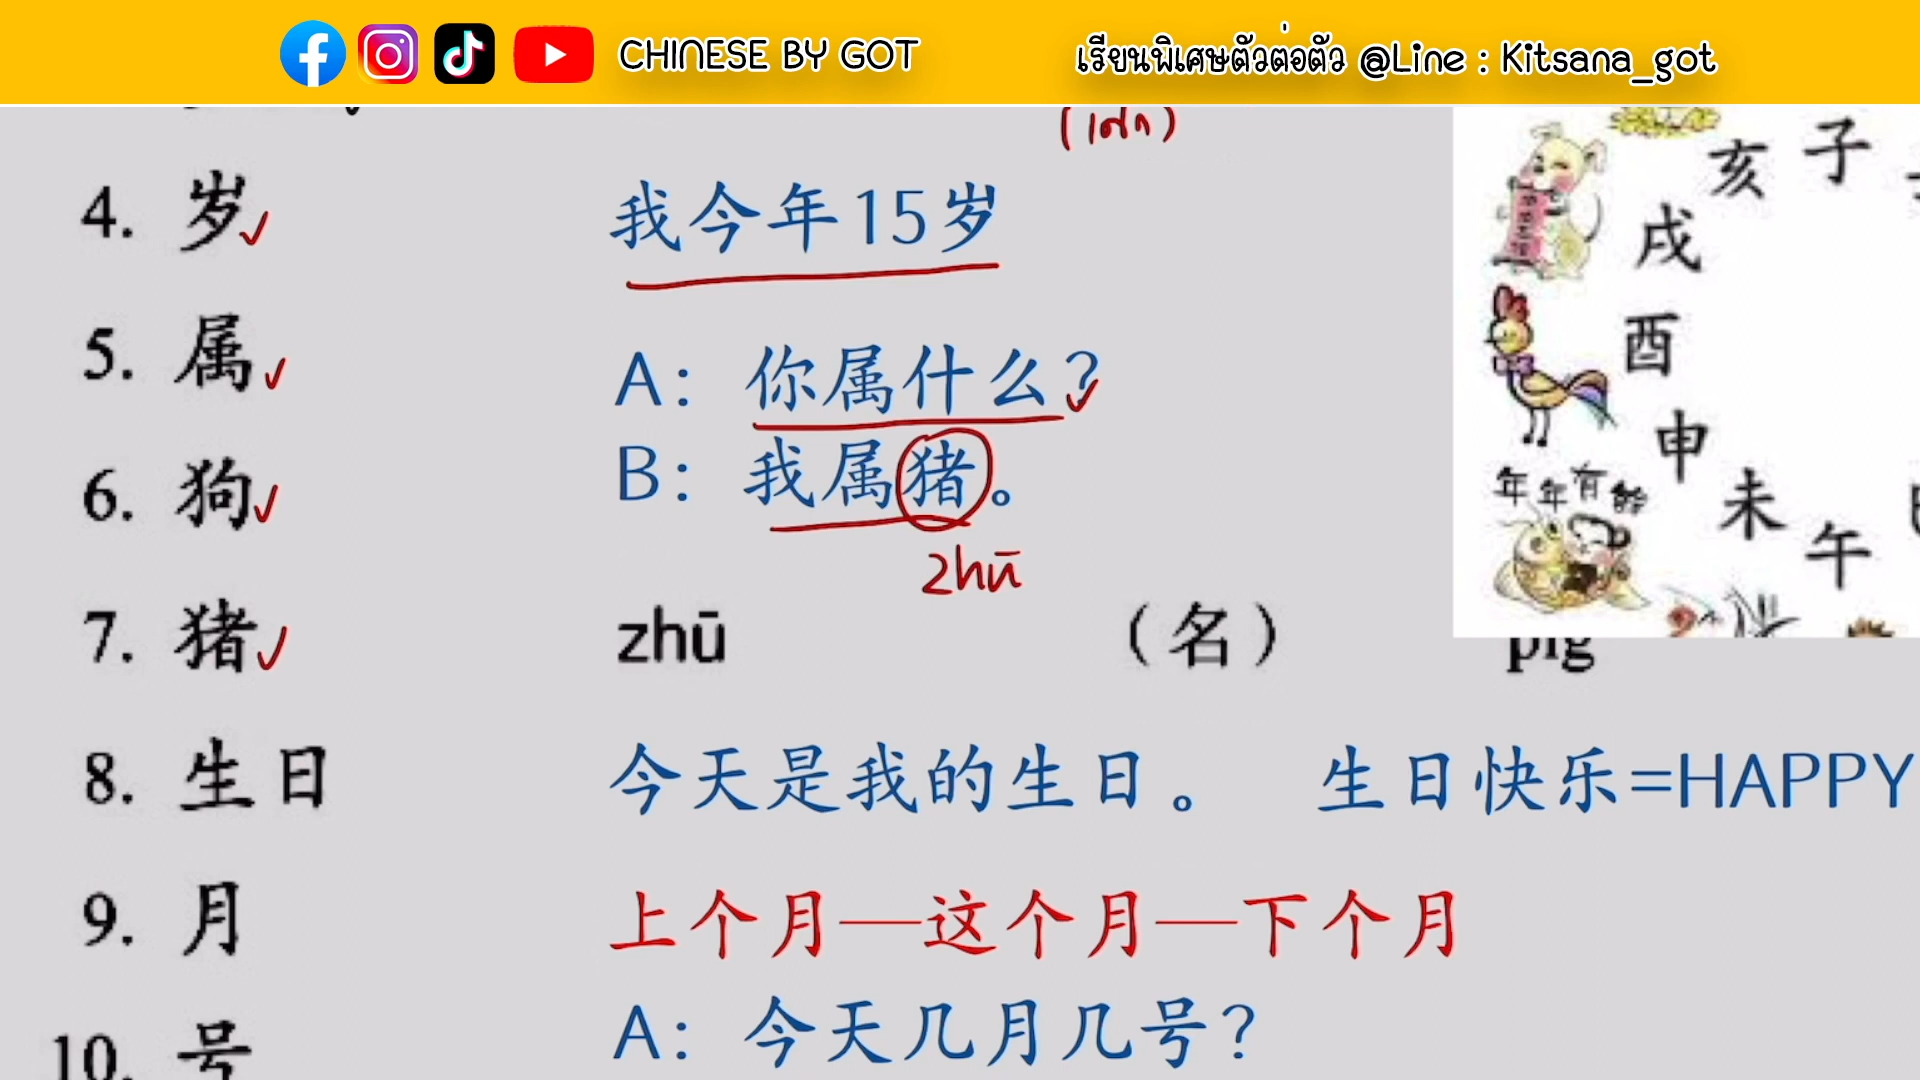 CHINESE BY GOT
เรียนพิเศษตัวต่อตัว @Line : Kitsana_got
(เศก)
4. 岁 我今年15岁
5. 属 A：你属什么？
6. 狗 B：我属猪。
zhū
7. 猪 zhū （名） pig
8. 生日 今天是我的生日。 生日快乐=HAPPY
9. 月 上个月—这个月—下个月
10. 号 A：今天几月几号？
亥 子
戌
酉
申
未
午
年年有余